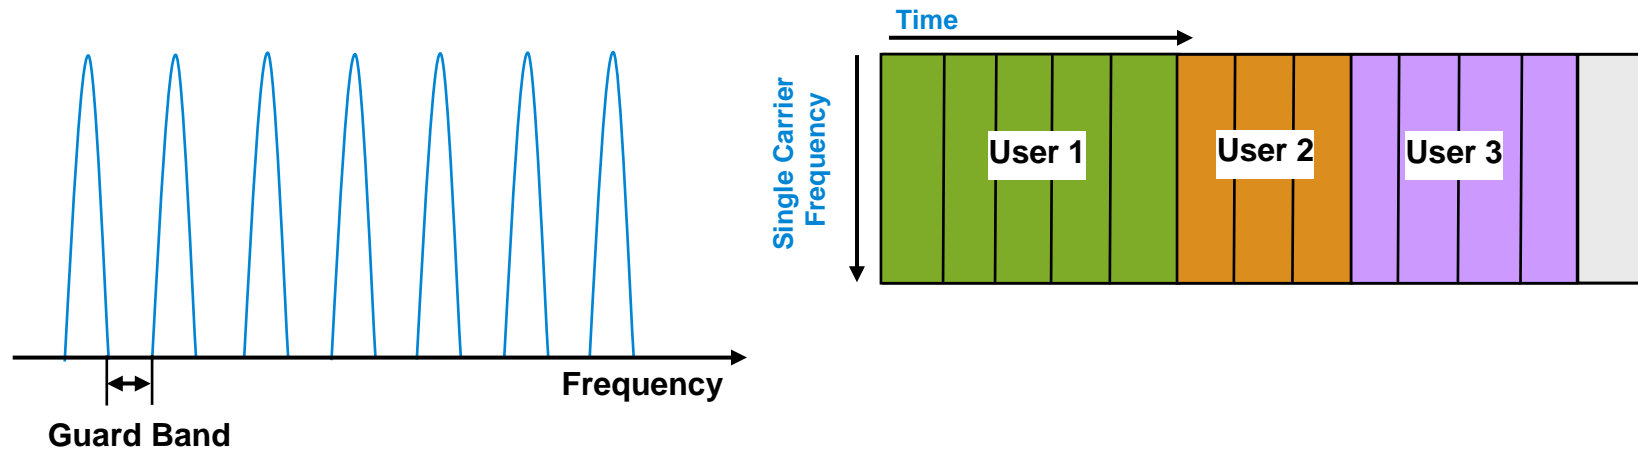 Frequency
Guard Band
Time
Single Carrier
Frequency
User 1
User 2
User 3